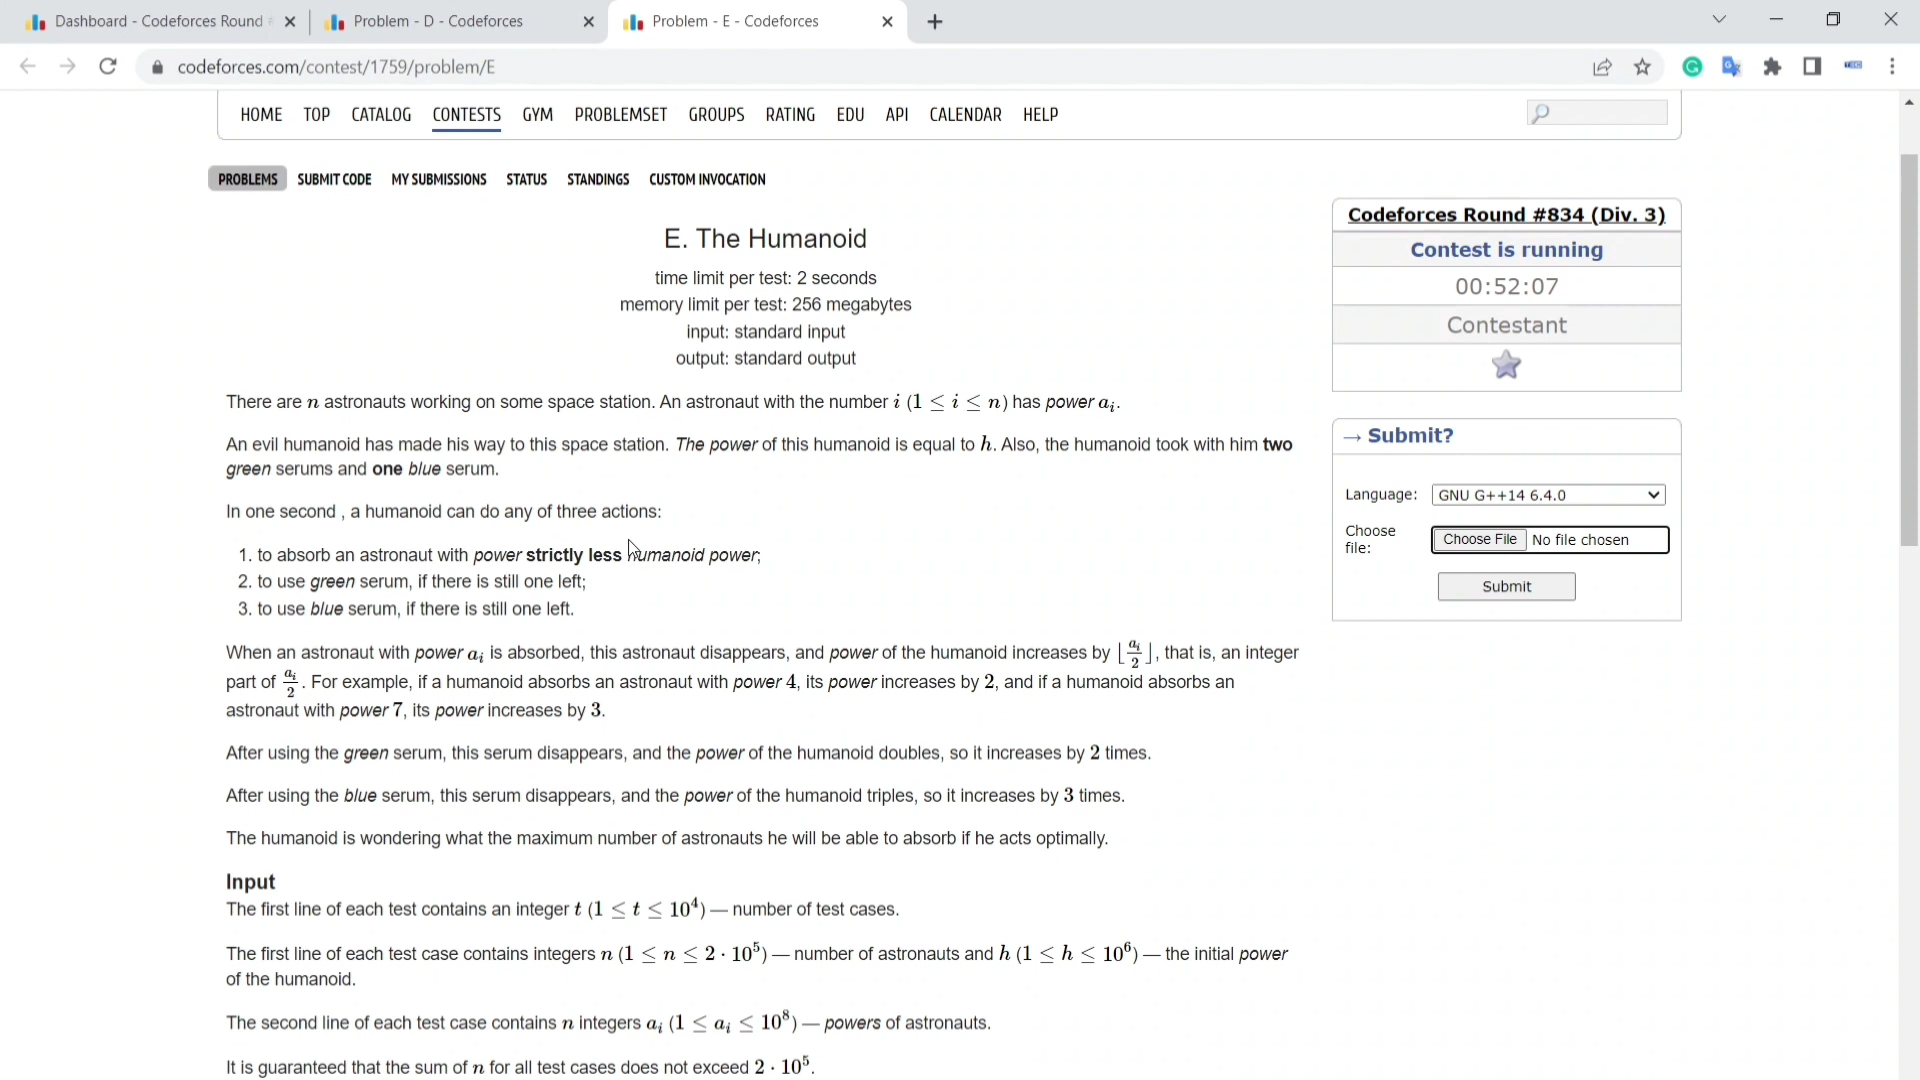 Dashboard - Codeforces Round
Problem - D - Codeforces
Problem - E - Codeforces
codeforces.com/contest/1759/problem/E
HOME TOP CATALOG CONTESTS GYM PROBLEMSET GROUPS RATING EDU API CALENDAR HELP
PROBLEMS SUBMIT CODE MY SUBMISSIONS STATUS STANDINGS CUSTOM INVOCATION
E. The Humanoid
time limit per test: 2 seconds
memory limit per test: 256 megabytes
input: standard input
output: standard output
There are n astronauts working on some space station. An astronaut with the number i (1 ≤ i ≤ n) has power aᵢ.
An evil humanoid has made his way to this space station. The power of this humanoid is equal to h. Also, the humanoid took with him two
green serums and one blue serum.
In one second , a humanoid can do any of three actions:
1. to absorb an astronaut with power strictly less humanoid power;
2. to use green serum, if there is still one left;
3. to use blue serum, if there is still one left.
When an astronaut with power aᵢ is absorbed, this astronaut disappears, and power of the humanoid increases by ⌊aᵢ/2⌋, that is, an integer
part of aᵢ/2. For example, if a humanoid absorbs an astronaut with power 4, its power increases by 2, and if a humanoid absorbs an
astronaut with power 7, its power increases by 3.
After using the green serum, this serum disappears, and the power of the humanoid doubles, so it increases by 2 times.
After using the blue serum, this serum disappears, and the power of the humanoid triples, so it increases by 3 times.
The humanoid is wondering what the maximum number of astronauts he will be able to absorb if he acts optimally.
Input
The first line of each test contains an integer t (1 ≤ t ≤ 10⁴) — number of test cases.
The first line of each test case contains integers n (1 ≤ n ≤ 2 · 10⁵) — number of astronauts and h (1 ≤ h ≤ 10⁶) — the initial power
of the humanoid.
The second line of each test case contains n integers aᵢ (1 ≤ aᵢ ≤ 10⁸) — powers of astronauts.
It is guaranteed that the sum of n for all test cases does not exceed 2 · 10⁵.
Codeforces Round #834 (Div. 3)
Contest is running
00:52:07
Contestant
→ Submit?
Language: GNU G++14 6.4.0
Choose
file: Choose File No file chosen
Submit